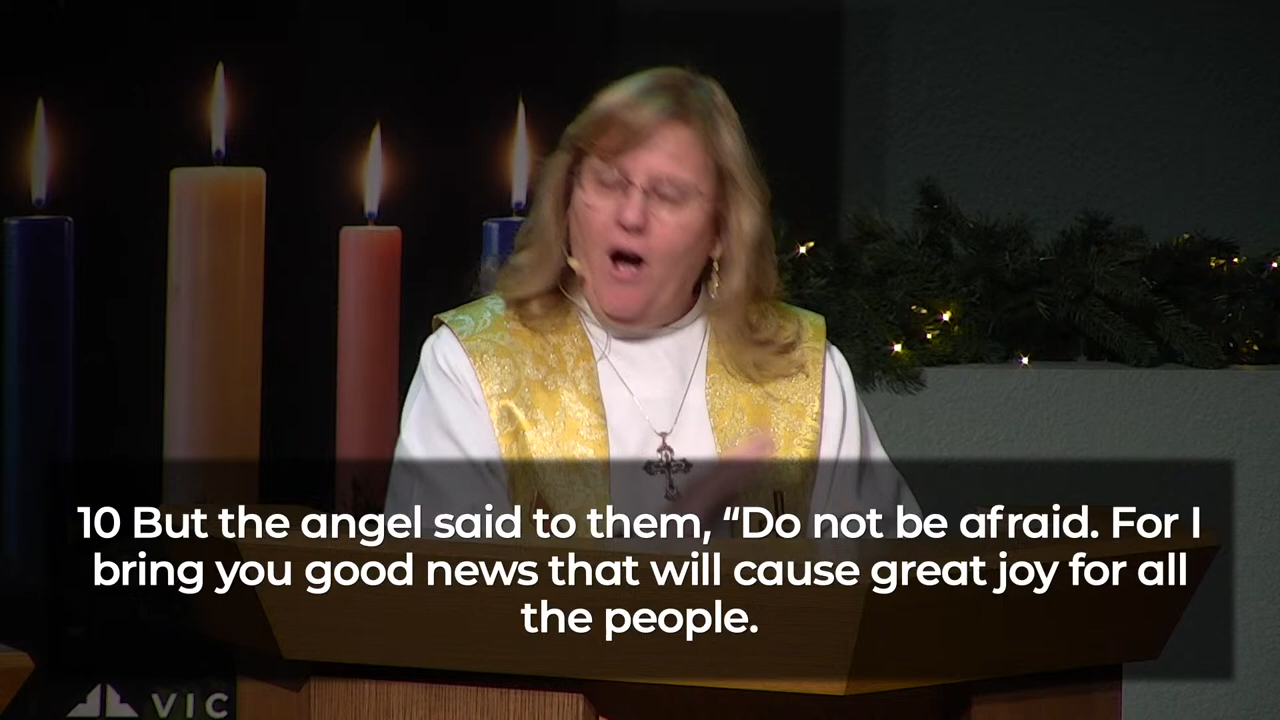 10 But the angel said to them, “Do not be afraid. For I
bring you good news that will cause great joy for all
the people.
VIC